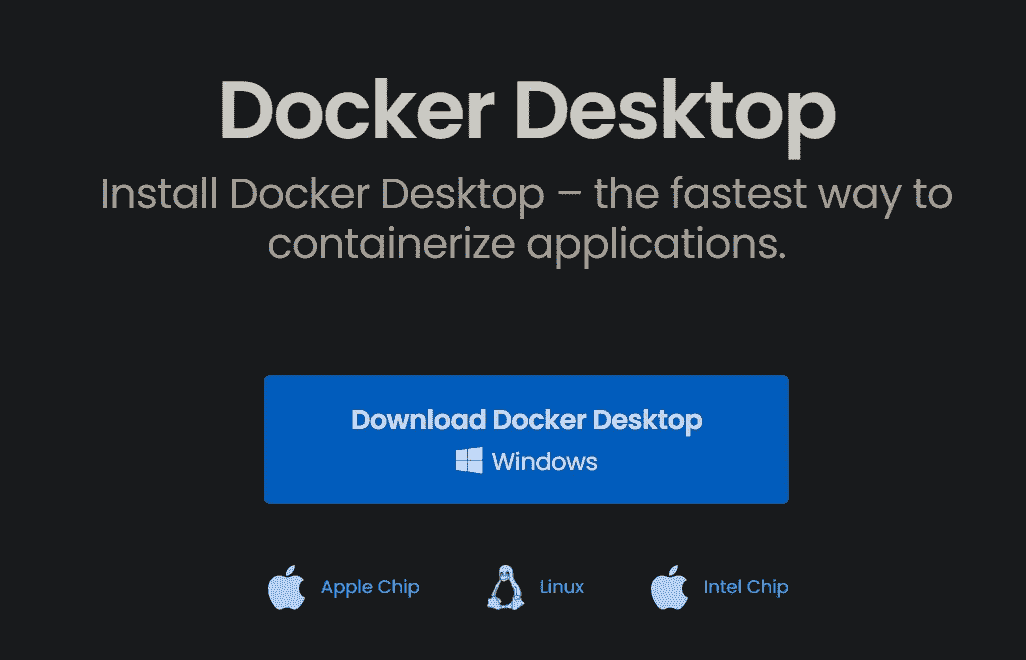 Docker Desktop
Install Docker Desktop – the fastest way to
containerize applications.
Download Docker Desktop
Windows
Apple Chip
Linux
Intel Chip